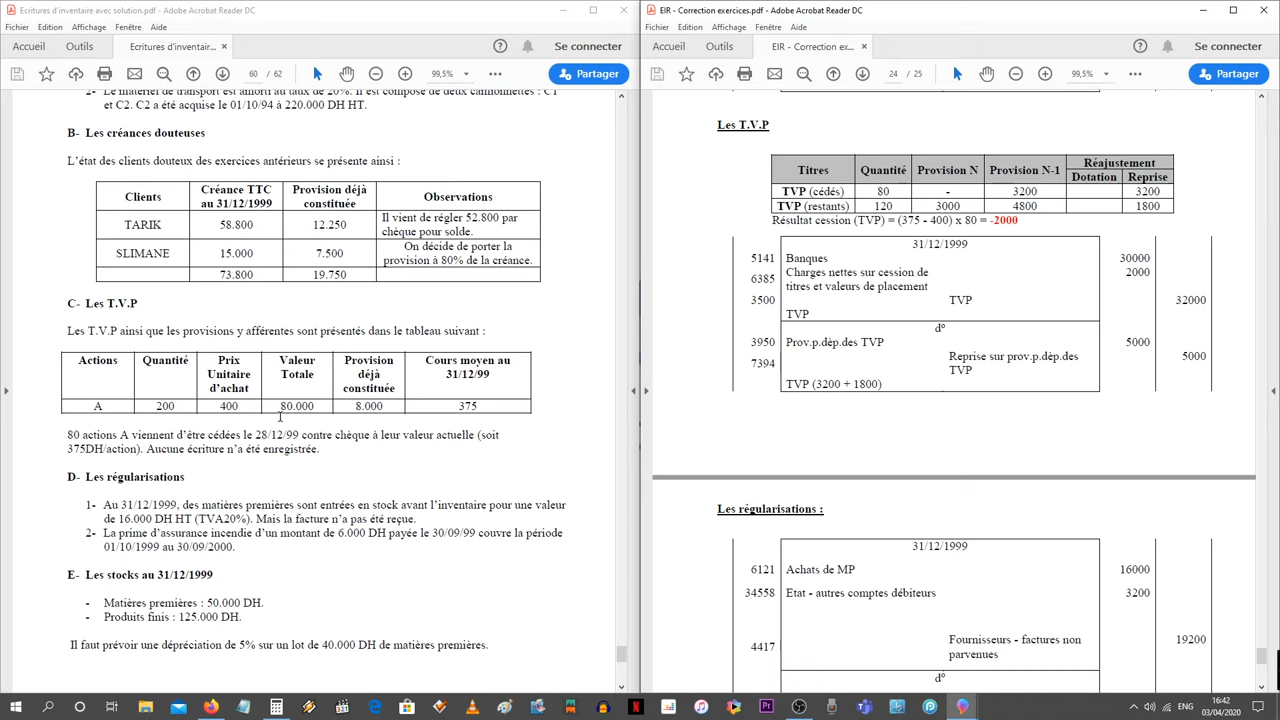 Ecritures d'inventaire avec solution.pdf - Adobe Acrobat Reader DC
Fichier Edition Affichage Fenêtre Aide
Accueil Outils Ecritures d'inventaire... × Se connecter
60 / 62 99,5% Partager
2- Le matériel de transport est amorti au taux de 20%. Il est composé de deux camionnettes : C1
et C2. C2 a été acquise le 01/10/94 à 220.000 DH HT.
B- Les créances douteuses
L'état des clients douteux des exercices antérieurs se présente ainsi :
Clients Créance TTC au 31/12/1999 Provision déjà constituée Observations
TARIK 58.800 12.250 Il vient de régler 52.800 par chèque pour solde.
SLIMANE 15.000 7.500 On décide de porter la provision à 80% de la créance.
73.800 19.750
C- Les T.V.P
Les T.V.P ainsi que les provisions y afférentes sont présentés dans le tableau suivant :
Actions Quantité Prix Unitaire d'achat Valeur Totale Provision déjà constituée Cours moyen au 31/12/99
A 200 400 80.000 8.000 375
80 actions A viennent d'être cédées le 28/12/99 contre chèque à leur valeur actuelle (soit
375DH/action). Aucune écriture n'a été enregistrée.
D- Les régularisations
1- Au 31/12/1999, des matières premières sont entrées en stock avant l'inventaire pour une valeur
de 16.000 DH HT (TVA20%). Mais la facture n'a pas été reçue.
2- La prime d'assurance incendie d'un montant de 6.000 DH payée le 30/09/99 couvre la période
01/10/1999 au 30/09/2000.
E- Les stocks au 31/12/1999
- Matières premières : 50.000 DH.
- Produits finis : 125.000 DH.
Il faut prévoir une dépréciation de 5% sur un lot de 40.000 DH de matières premières.
EIR - Correction exercices.pdf - Adobe Acrobat Reader DC
Fichier Edition Affichage Fenêtre Aide
Accueil Outils EIR - Correction ex... × Se connecter
24 / 25 99,5% Partager
Les T.V.P
Titres Quantité Provision N Provision N-1 Réajustement
Dotation Reprise
TVP (cédés) 80 - 3200 3200
TVP (restants) 120 3000 4800 1800
Résultat cession (TVP) = (375 - 400) x 80 = -2000
31/12/1999
5141 Banques 30000
6385 Charges nettes sur cession de titres et valeurs de placement 2000
3500 TVP 32000
TVP
d°
3950 Prov.p.dép.des TVP 5000
7394 Reprise sur prov.p.dép.des TVP 5000
TVP (3200 + 1800)
Les régularisations :
31/12/1999
6121 Achats de MP 16000
34558 Etat - autres comptes débiteurs 3200
4417 Fournisseurs - factures non parvenues 19200
d°
ENG 16:42
03/04/2020